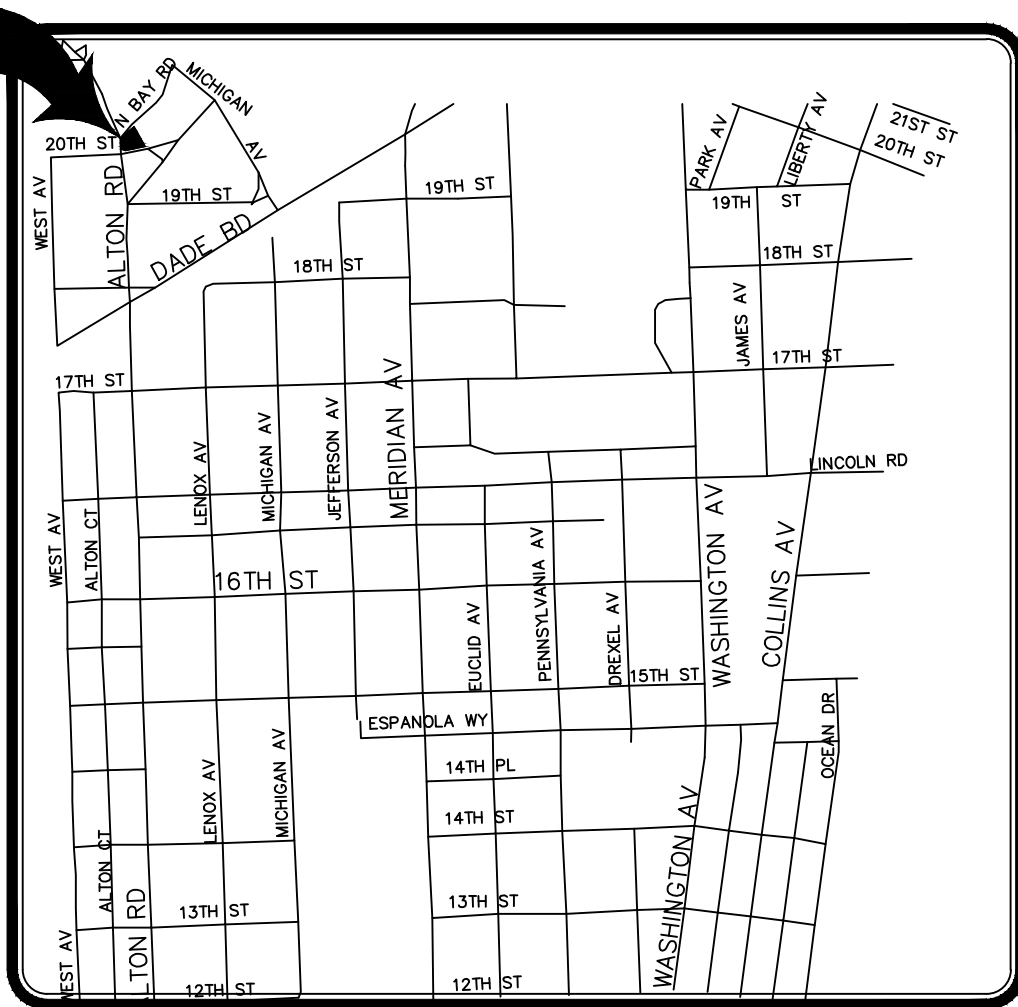 N BAY RD
MICHIGAN
AV
20TH ST
WEST AV
ALTON RD
19TH ST
DADE BD
19TH ST
18TH ST
PARK AV
LIBERTY AV
21ST ST
20TH ST
19TH ST
18TH ST
JAMES AV
17TH ST
17TH ST
LENOX AV
MICHIGAN AV
JEFFERSON AV
MERIDIAN AV
LINCOLN RD
WEST AV
ALTON CT
16TH ST
EUCLID AV
PENNSYLVANIA AV
DREXEL AV
WASHINGTON AV
COLLINS AV
15TH ST
ESPANOLA WY
OCEAN DR
LENOX AV
MICHIGAN AV
14TH PL
14TH ST
WASHINGTON AV
ALTON CT
ALTON RD
13TH ST
13TH ST
WEST AV
12TH ST
12TH ST